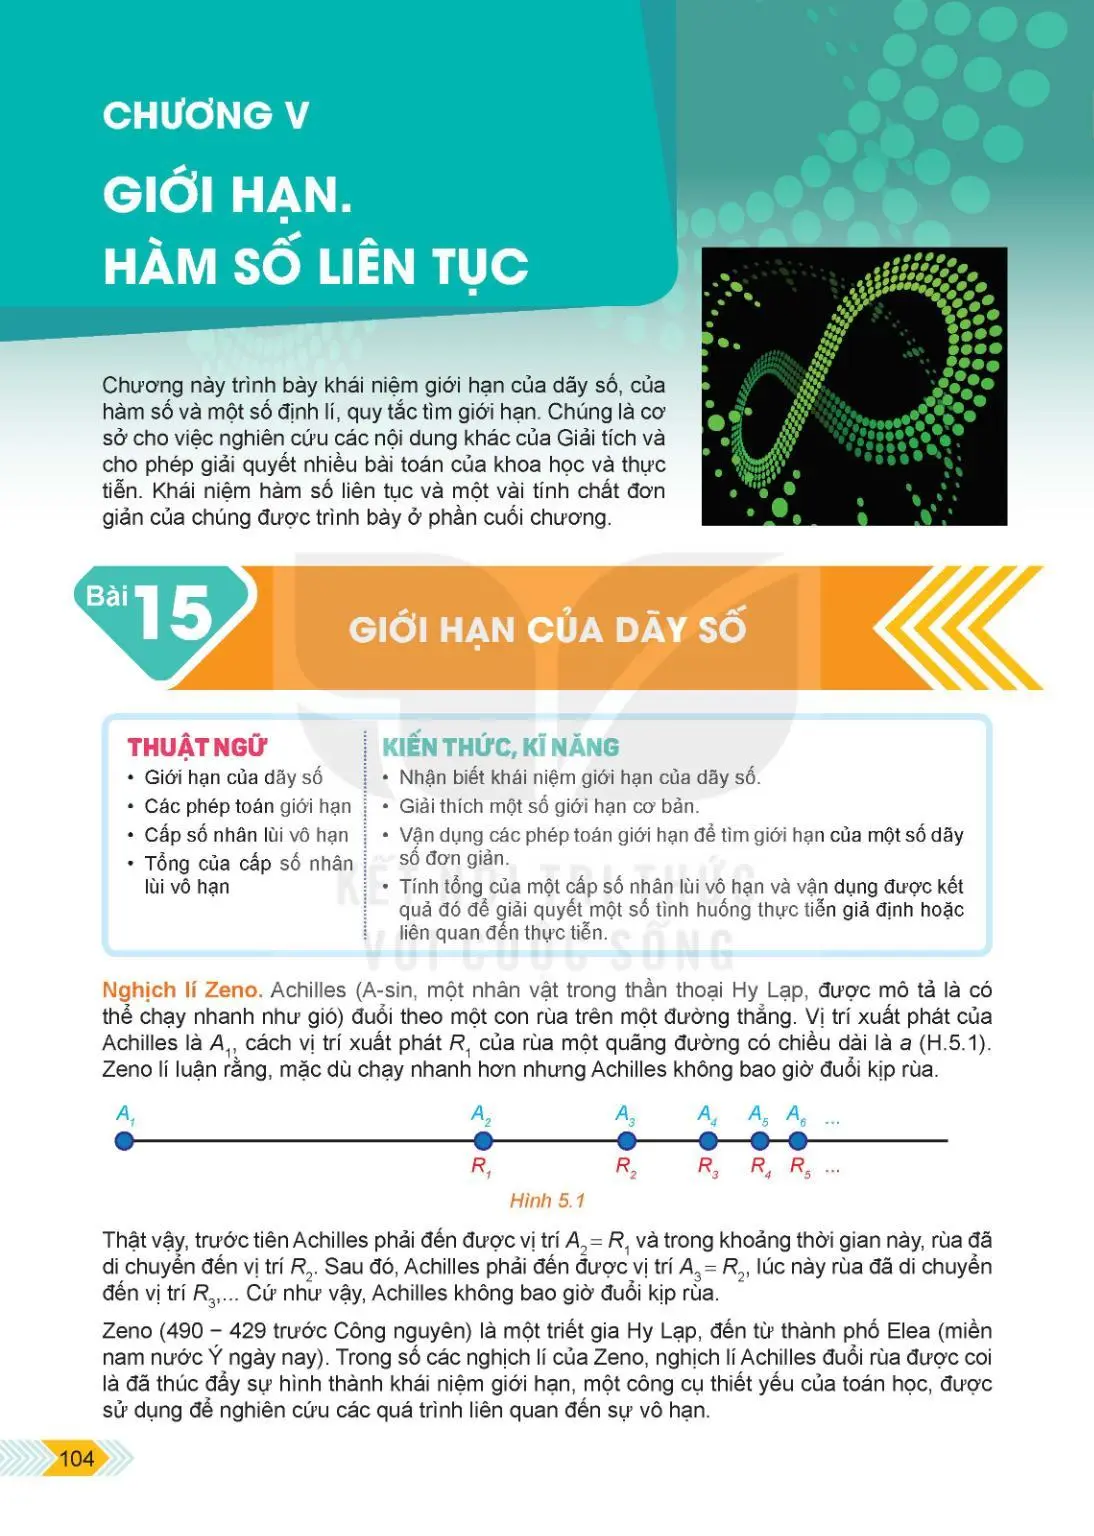 CHƯƠNG V
GIỚI HẠN.
HÀM SỐ LIÊN TỤC
Chương này trình bày khái niệm giới hạn của dãy số, của
hàm số và một số định lí, quy tắc tìm giới hạn. Chúng là cơ
sở cho việc nghiên cứu các nội dung khác của Giải tích và
cho phép giải quyết nhiều bài toán của khoa học và thực
tiễn. Khái niệm hàm số liên tục và một vài tính chất đơn
giản của chúng được trình bày ở phần cuối chương.
Bài 15
GIỚI HẠN CỦA DÃY SỐ
THUẬT NGỮ
• Giới hạn của dãy số
• Các phép toán giới hạn
• Cấp số nhân lùi vô hạn
• Tổng của cấp số nhân
lùi vô hạn
KIẾN THỨC, KĨ NĂNG
• Nhận biết khái niệm giới hạn của dãy số.
• Giải thích một số giới hạn cơ bản.
• Vận dụng các phép toán giới hạn để tìm giới hạn của một số dãy
số đơn giản.
• Tính tổng của một cấp số nhân lùi vô hạn và vận dụng được kết
quả đó để giải quyết một số tình huống thực tiễn giả định hoặc
liên quan đến thực tiễn.
KẾT NỐI TRI THỨC
VỚI CUỘC SỐNG
Nghịch lí Zeno. Achilles (A-sin, một nhân vật trong thần thoại Hy Lạp, được mô tả là có
thể chạy nhanh như gió) đuổi theo một con rùa trên một đường thẳng. Vị trí xuất phát của
Achilles là A₁, cách vị trí xuất phát R₁ của rùa một quãng đường có chiều dài là a (H.5.1).
Zeno lí luận rằng, mặc dù chạy nhanh hơn nhưng Achilles không bao giờ đuổi kịp rùa.
A₁ A₂ A₃ A₄ A₅ A₆ ...
R₁ R₂ R₃ R₄ R₅ ...
Hình 5.1
Thật vậy, trước tiên Achilles phải đến được vị trí A₂ = R₁ và trong khoảng thời gian này, rùa đã
di chuyển đến vị trí R₂. Sau đó, Achilles phải đến được vị trí A₃ = R₂, lúc này rùa đã di chuyển
đến vị trí R₃,... Cứ như vậy, Achilles không bao giờ đuổi kịp rùa.
Zeno (490 − 429 trước Công nguyên) là một triết gia Hy Lạp, đến từ thành phố Elea (miền
nam nước Ý ngày nay). Trong số các nghịch lí của Zeno, nghịch lí Achilles đuổi rùa được coi
là đã thúc đẩy sự hình thành khái niệm giới hạn, một công cụ thiết yếu của toán học, được
sử dụng để nghiên cứu các quá trình liên quan đến sự vô hạn.
104